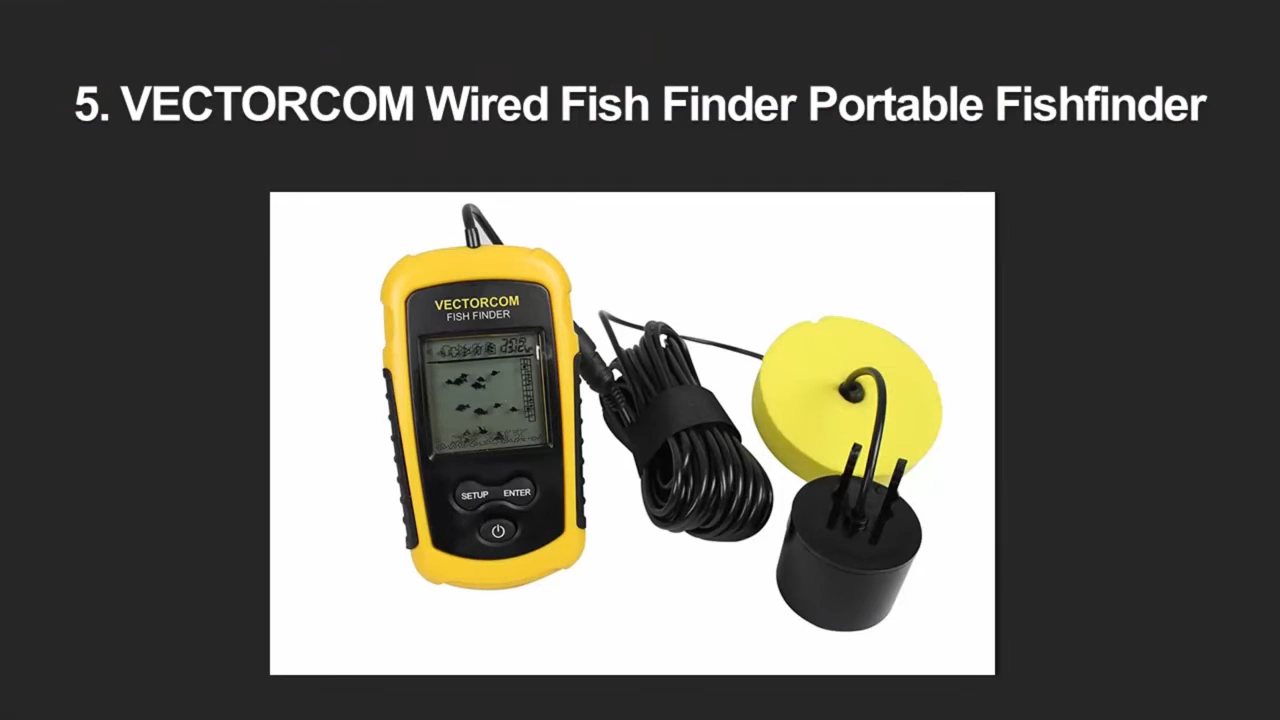 5. VECTORCOM Wired Fish Finder Portable Fishfinder
VECTORCOM
FISH FINDER
SETUP ENTER